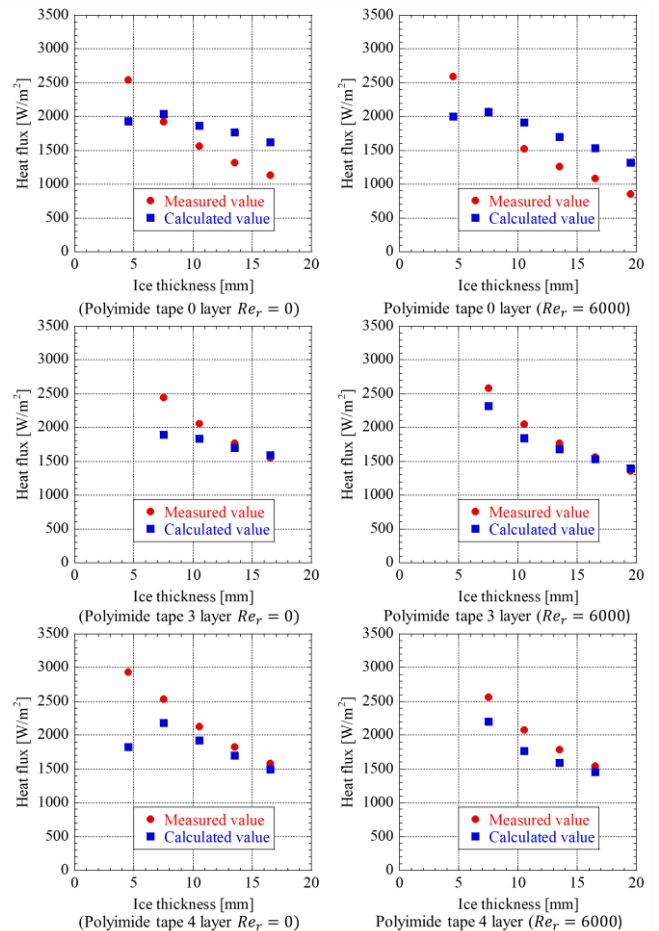 3500
3000
2500
2000
1500
1000
500
0
Heat flux [W/m²]
Measured value
Calculated value
0 5 10 15 20
Ice thickness [mm]
(Polyimide tape 0 layer Re_r = 0)
3500
3000
2500
2000
1500
1000
500
0
Heat flux [W/m²]
Measured value
Calculated value
0 5 10 15 20
Ice thickness [mm]
Polyimide tape 0 layer (Re_r = 6000)
3500
3000
2500
2000
1500
1000
500
0
Heat flux [W/m²]
Measured value
Calculated value
0 5 10 15 20
Ice thickness [mm]
(Polyimide tape 3 layer Re_r = 0)
3500
3000
2500
2000
1500
1000
500
0
Heat flux [W/m²]
Measured value
Calculated value
0 5 10 15 20
Ice thickness [mm]
Polyimide tape 3 layer (Re_r = 6000)
3500
3000
2500
2000
1500
1000
500
0
Heat flux [W/m²]
Measured value
Calculated value
0 5 10 15 20
Ice thickness [mm]
(Polyimide tape 4 layer Re_r = 0)
3500
3000
2500
2000
1500
1000
500
0
Heat flux [W/m²]
Measured value
Calculated value
0 5 10 15 20
Ice thickness [mm]
Polyimide tape 4 layer (Re_r = 6000)